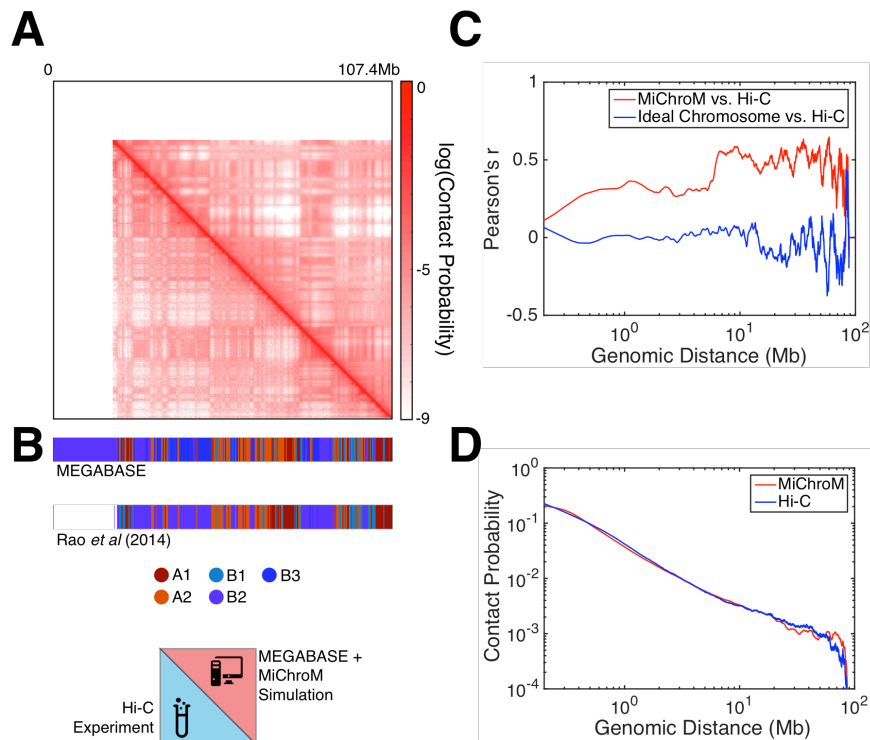 A
0
107.4Mb
0
-5
-9
log(Contact Probability)
B
MEGABASE
Rao et al (2014)
A1 B1 B3
A2 B2
Hi-C
Experiment
MEGABASE +
MiChroM
Simulation
C
1
0.5
0
-0.5
Pearson's r
MiChroM vs. Hi-C
Ideal Chromosome vs. Hi-C
10^0 10^1 10^2
Genomic Distance (Mb)
D
10^0
10^-1
10^-2
10^-3
10^-4
Contact Probability
MiChroM
Hi-C
10^0 10^1 10^2
Genomic Distance (Mb)